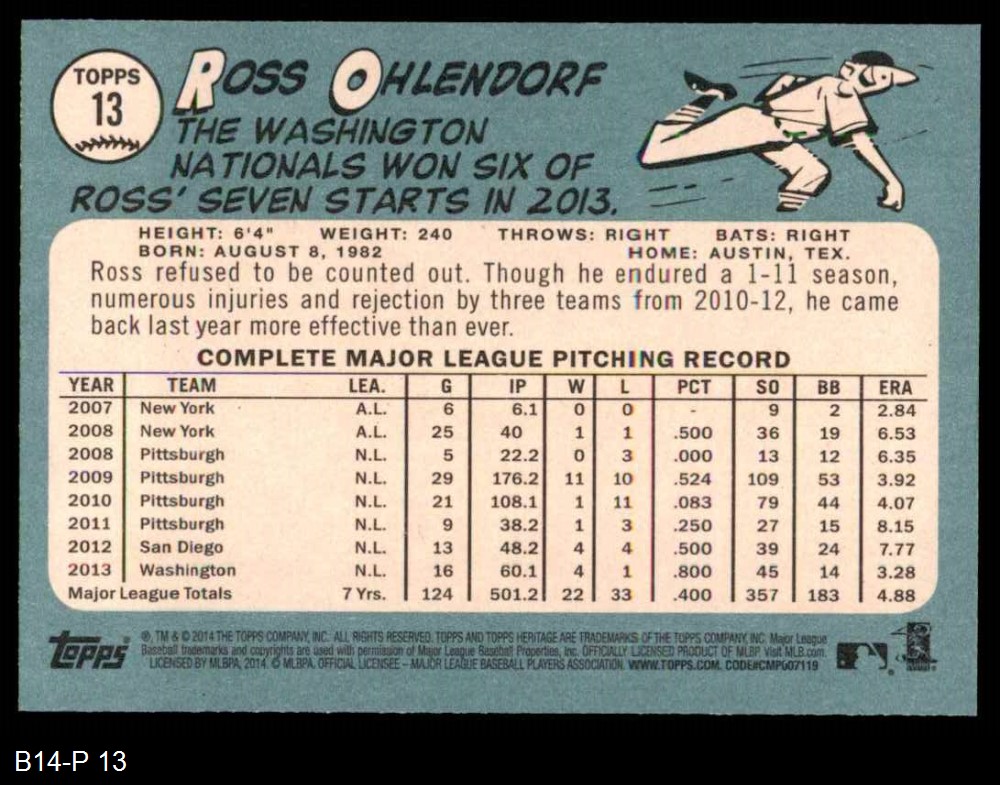 TOPPS
13
ROSS OHLENDORF
THE WASHINGTON
NATIONALS WON SIX OF
ROSS' SEVEN STARTS IN 2013.
HEIGHT: 6'4" WEIGHT: 240 THROWS: RIGHT BATS: RIGHT
BORN: AUGUST 8, 1982 HOME: AUSTIN, TEX.
Ross refused to be counted out. Though he endured a 1-11 season,
numerous injuries and rejection by three teams from 2010-12, he came
back last year more effective than ever.
COMPLETE MAJOR LEAGUE PITCHING RECORD
YEAR TEAM LEA. G IP W L PCT SO BB ERA
2007 New York A.L. 6 6.1 0 0 - 9 2 2.84
2008 New York A.L. 25 40 1 1 .500 36 19 6.53
2008 Pittsburgh N.L. 5 22.2 0 3 .000 13 12 6.35
2009 Pittsburgh N.L. 29 176.2 11 10 .524 109 53 3.92
2010 Pittsburgh N.L. 21 108.1 1 11 .083 79 44 4.07
2011 Pittsburgh N.L. 9 38.2 1 3 .250 27 15 8.15
2012 San Diego N.L. 13 48.2 4 4 .500 39 24 7.77
2013 Washington N.L. 16 60.1 4 1 .800 45 14 3.28
Major League Totals 7 Yrs. 124 501.2 22 33 .400 357 183 4.88
Topps
®, TM & © 2014 THE TOPPS COMPANY, INC. ALL RIGHTS RESERVED. TOPPS AND TOPPS HERITAGE ARE TRADEMARKS OF THE TOPPS COMPANY, INC. Major League
Baseball trademarks and copyrights are used with permission of Major League Baseball Properties, Inc. OFFICIALLY LICENSED PRODUCT OF MLBP. Visit MLB.com.
LICENSED BY MLBPA, 2014. © MLBPA. OFFICIAL LICENSEE – MAJOR LEAGUE BASEBALL PLAYERS ASSOCIATION. WWW.TOPPS.COM. CODE#CMP007119
B14-P 13